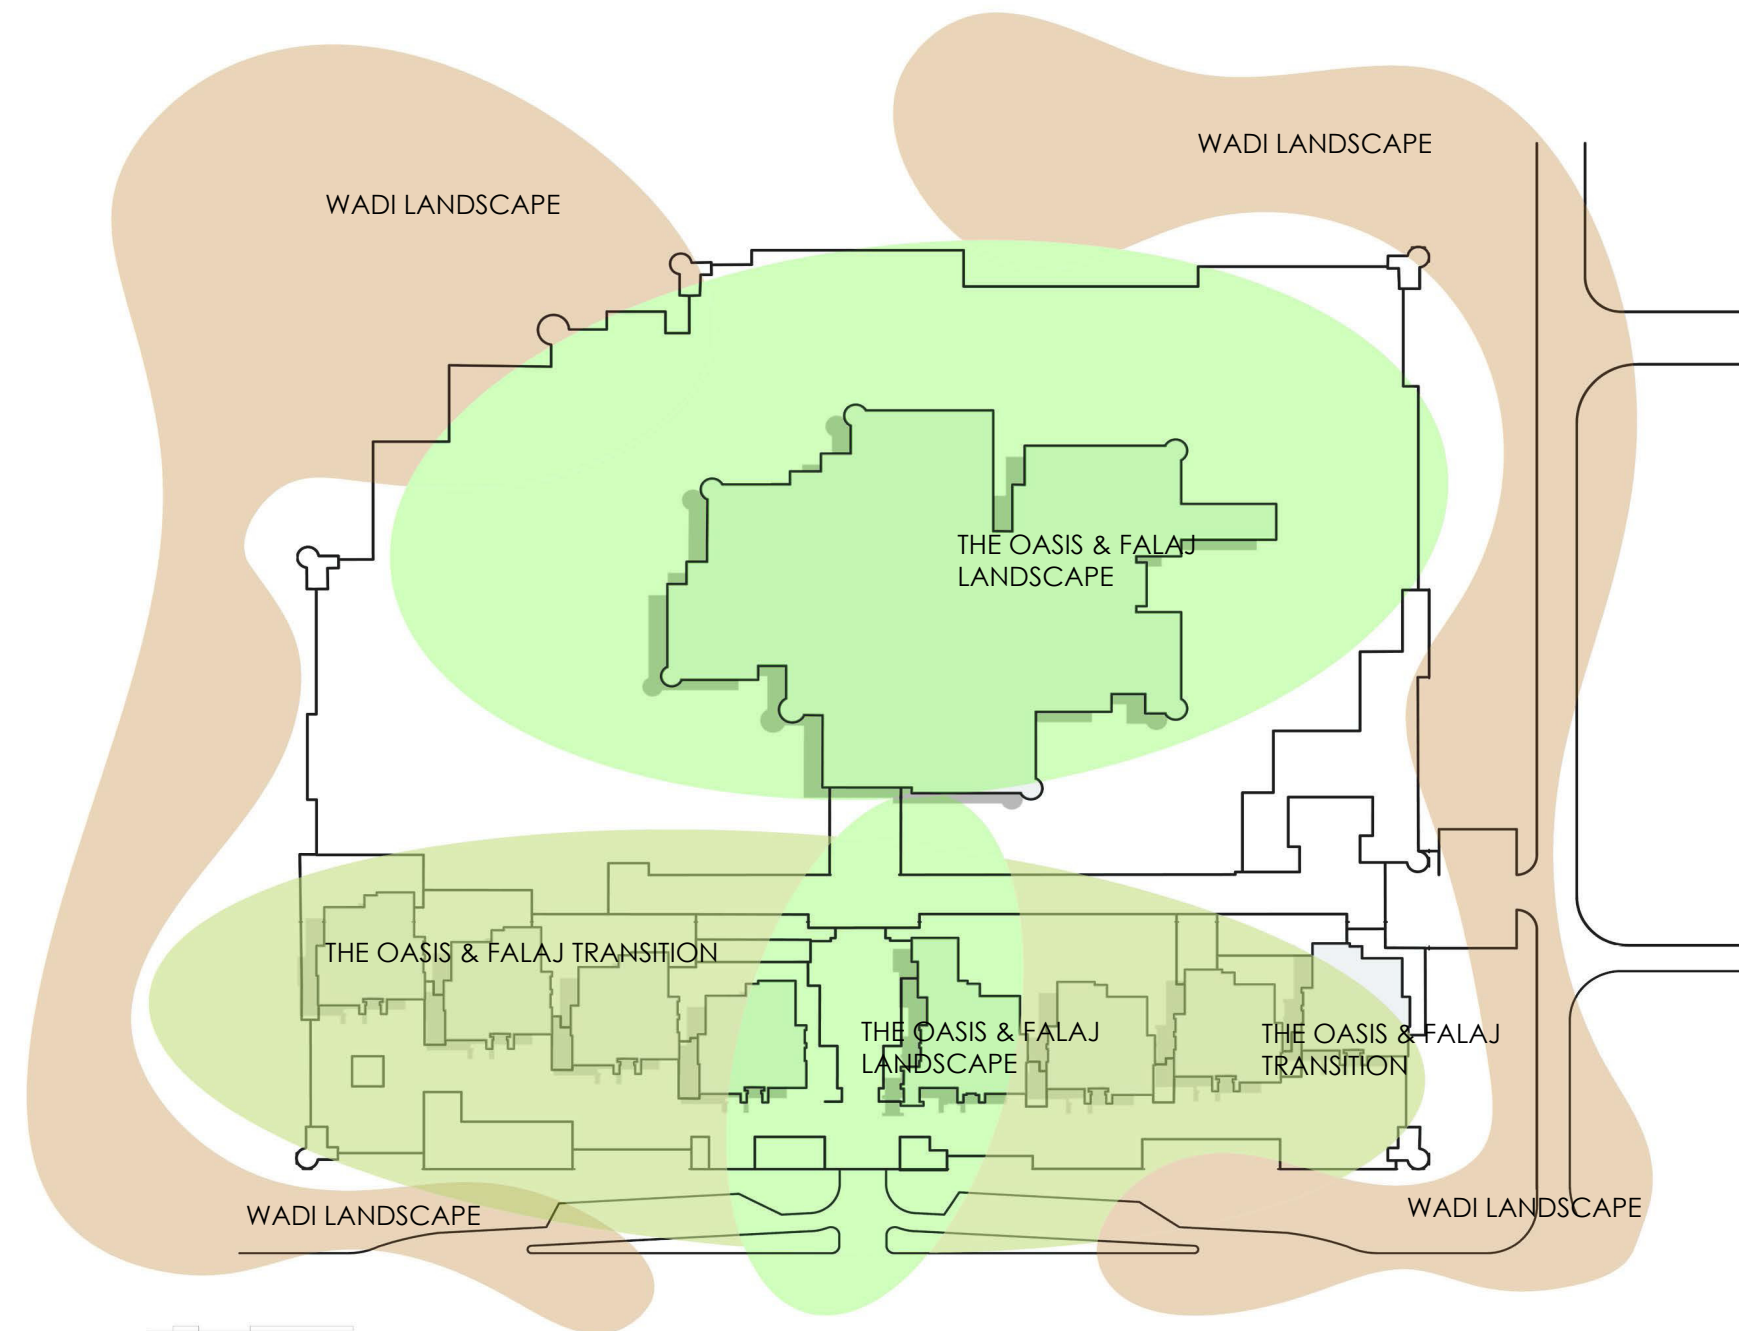 WADI LANDSCAPE
WADI LANDSCAPE
THE OASIS & FALAJ
LANDSCAPE
THE OASIS & FALAJ TRANSITION
THE OASIS & FALAJ
LANDSCAPE
THE OASIS & FALAJ
TRANSITION
WADI LANDSCAPE
WADI LANDSCAPE